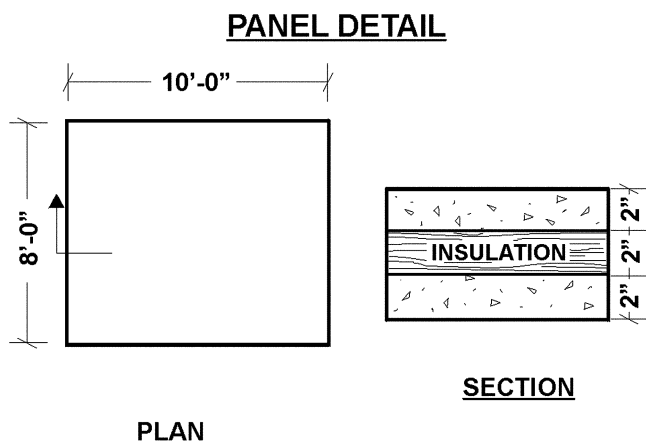 PANEL DETAIL
10’-0”
8’-0”
2”
INSULATION
2”
2”
SECTION
PLAN